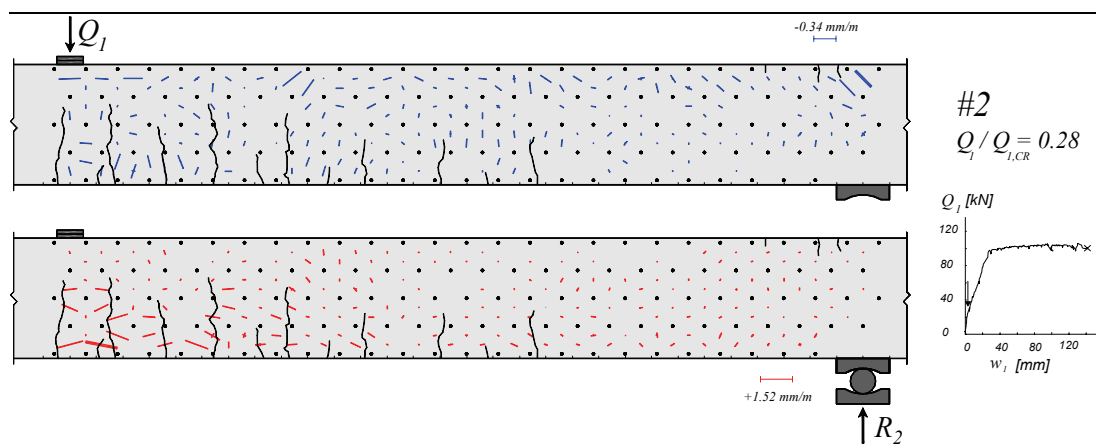 -0.34 mm/m
Q1
#2
Q1 / Q1,CR = 0.28
Q1 [kN]
120
80
40
0
0 40 80 120
w1 [mm]
+1.52 mm/m
R2